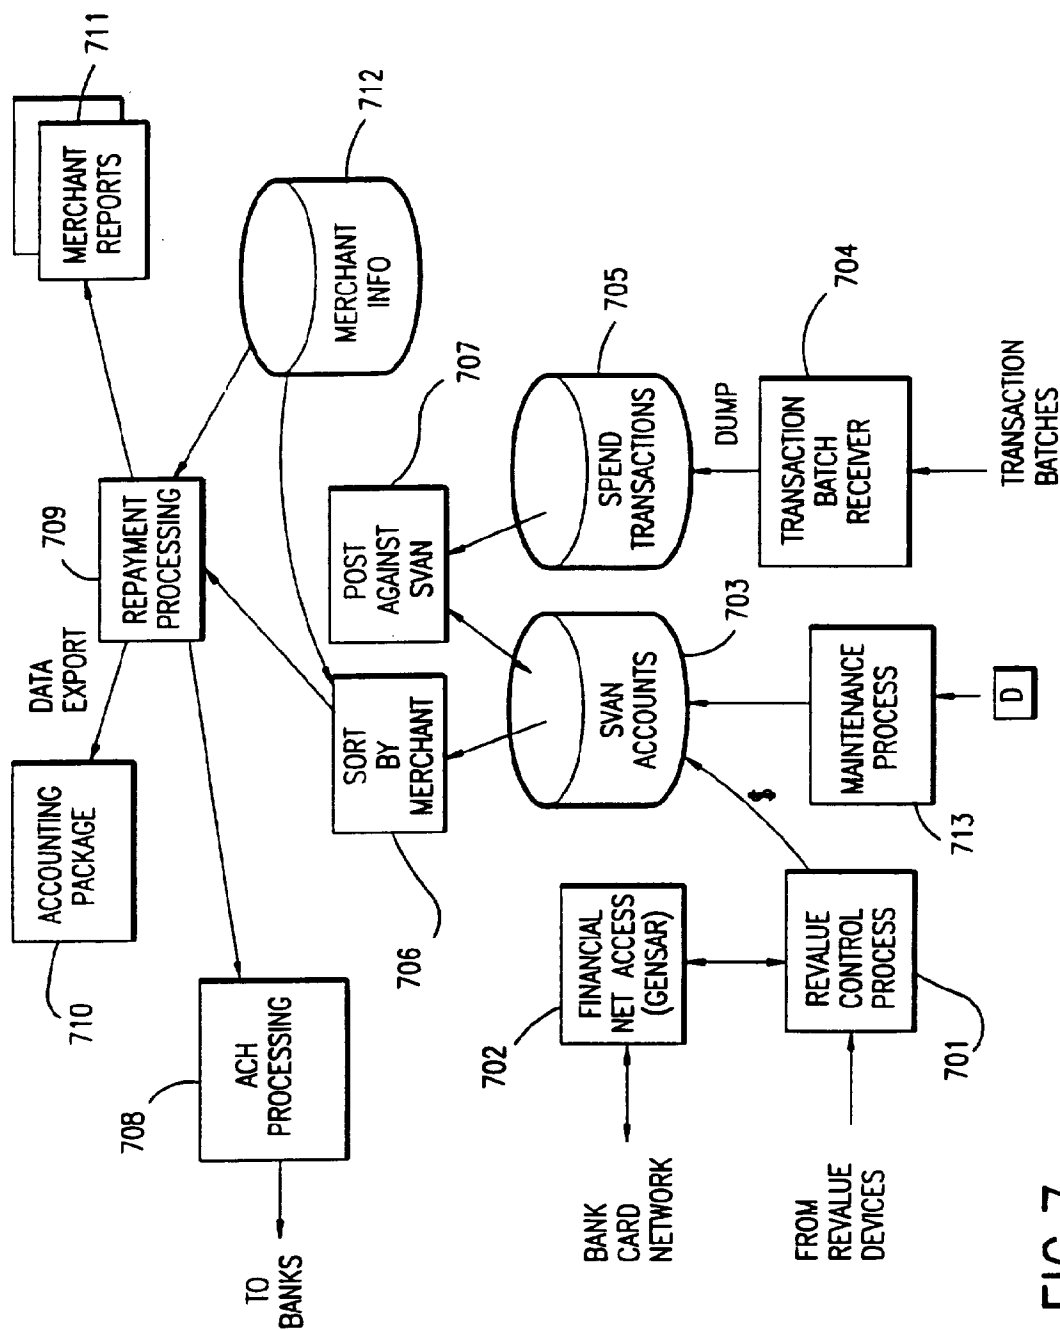 TO
BANKS
708
ACH
PROCESSING
710
ACCOUNTING
PACKAGE
DATA
EXPORT
709
REPAYMENT
PROCESSING
MERCHANT
REPORTS
711
BANK
CARD
NETWORK
702
FINANCIAL
NET ACCESS
(GENSAR)
706
SORT
BY
MERCHANT
POST
AGAINST
SVAN
707
MERCHANT
INFO
712
FROM
REVALUE
DEVICES
REVALUE
CONTROL
PROCESS
701
$
SVAN
ACCOUNTS
703
SPEND
TRANSACTIONS
705
DUMP
713
MAINTENANCE
PROCESS
D
TRANSACTION
BATCH
RECEIVER
704
TRANSACTION
BATCHES
FIG.7